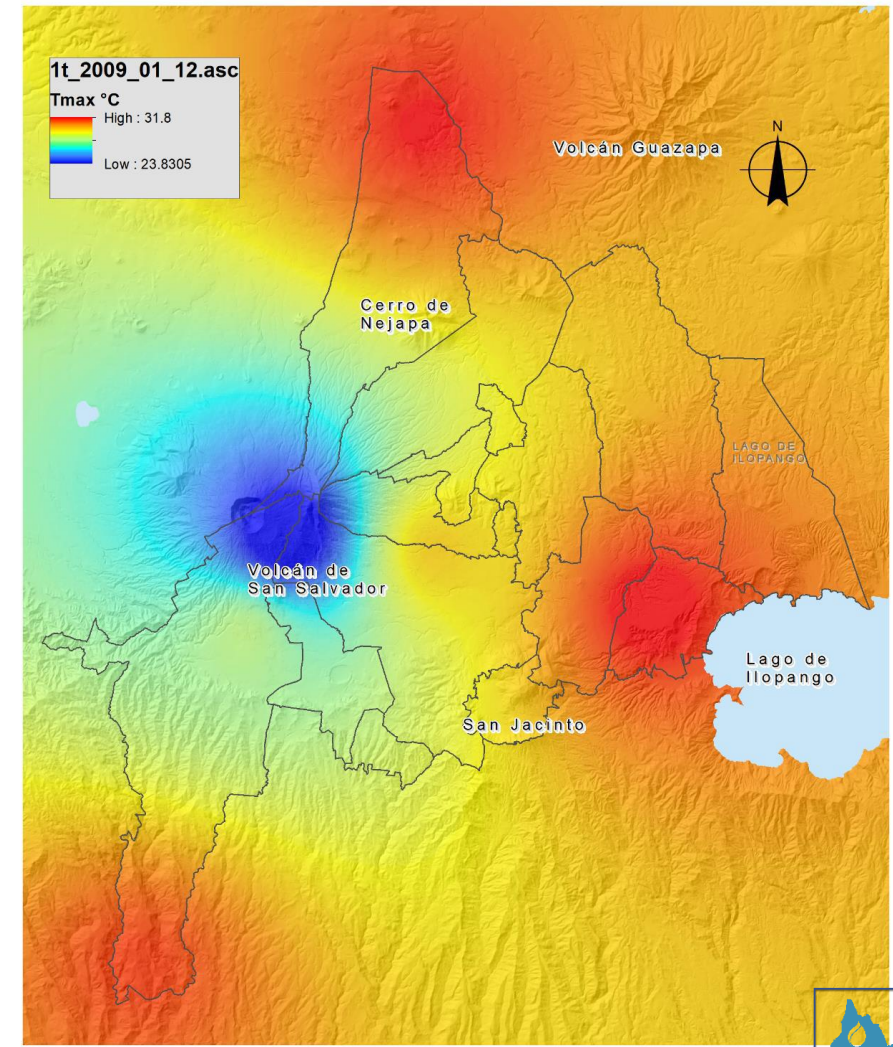 1t_2009_01_12.asc
Tmax °C
High : 31.8
Low : 23.8305
N
Volcán Guazapa
Cerro de
Nejapa
LAGO DE
ILOPANGO
Volcán de
San Salvador
Lago de
Ilopango
San Jacinto